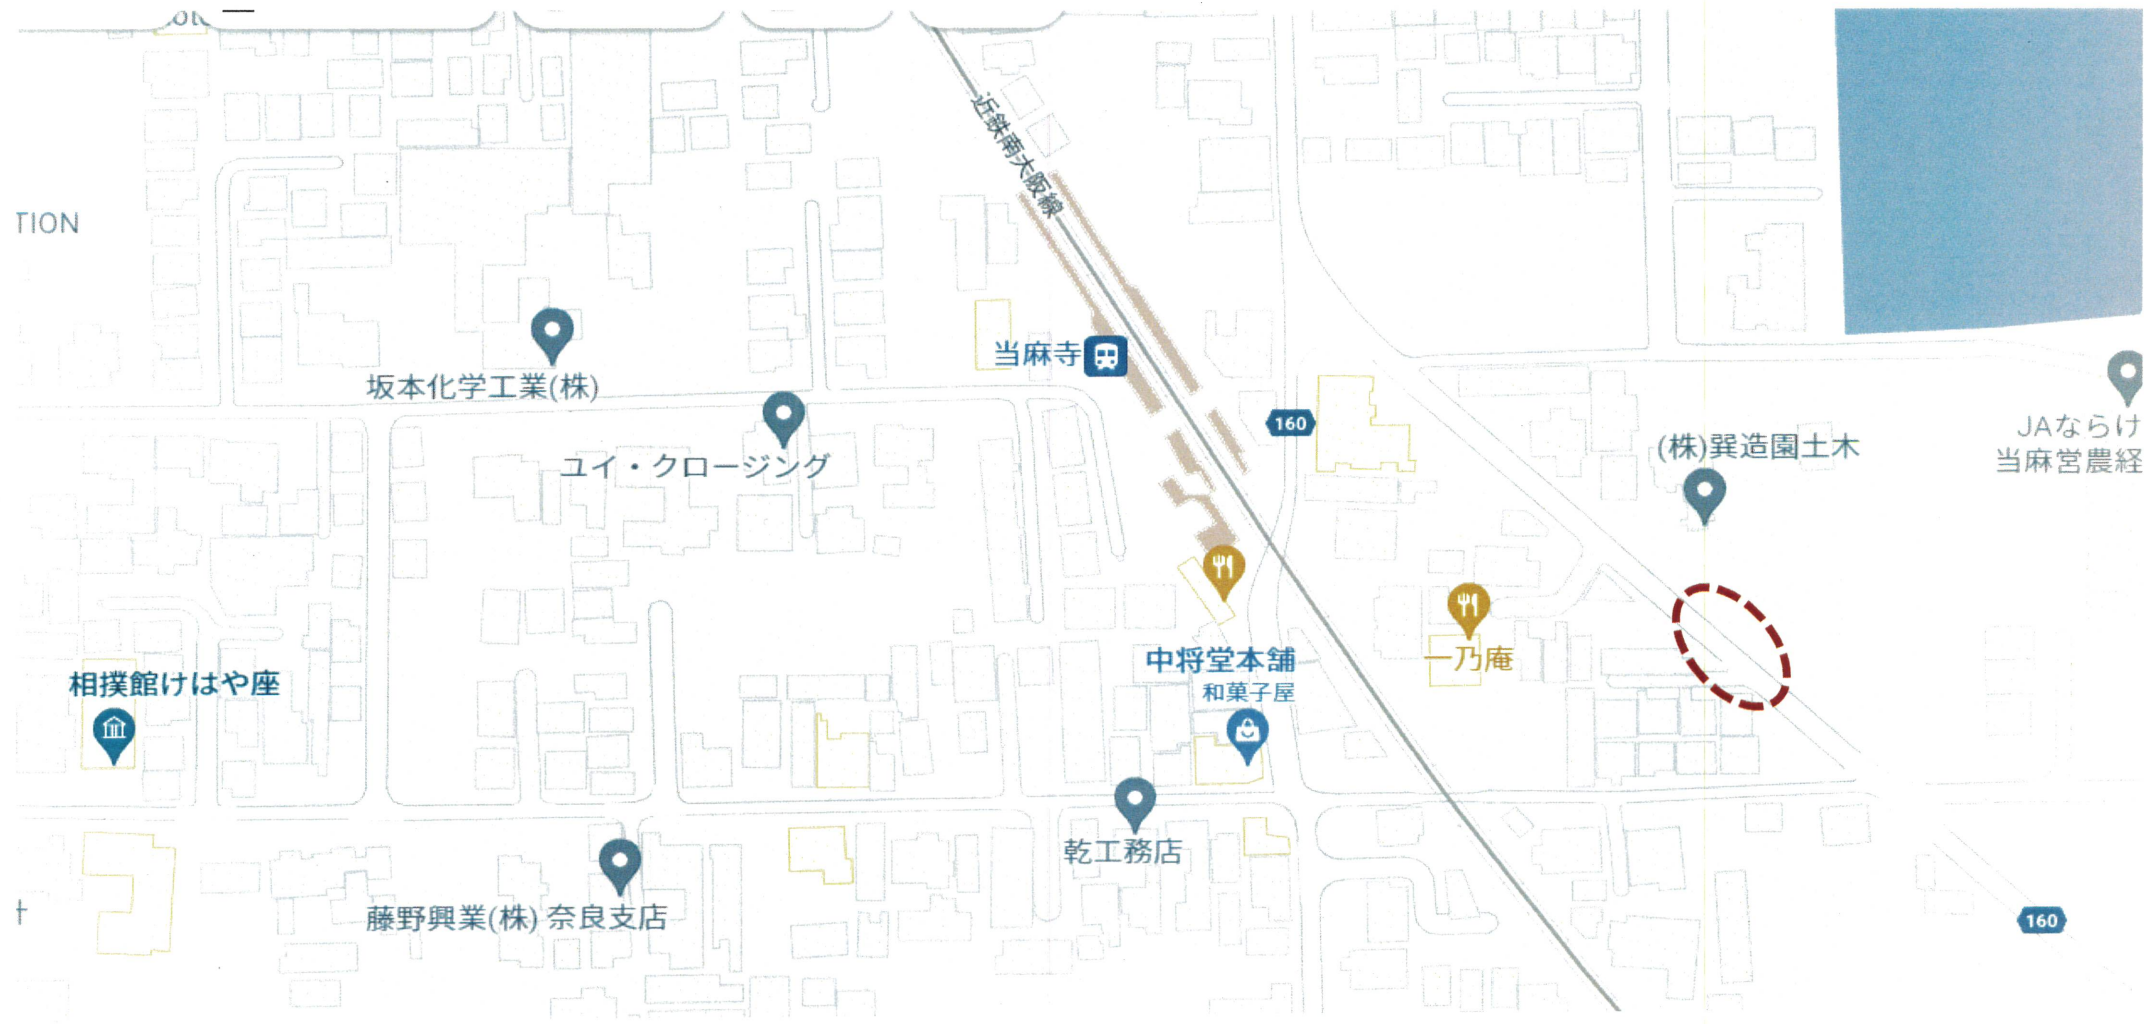 近鉄南大阪線
TION
当麻寺
坂本化学工業(株)
160
JAならけ
当麻営農経
(株)巽造園土木
ユイ・クロージング
一乃庵
中将堂本舗
和菓子屋
相撲館けはや座
乾工務店
藤野興業(株) 奈良支店
160